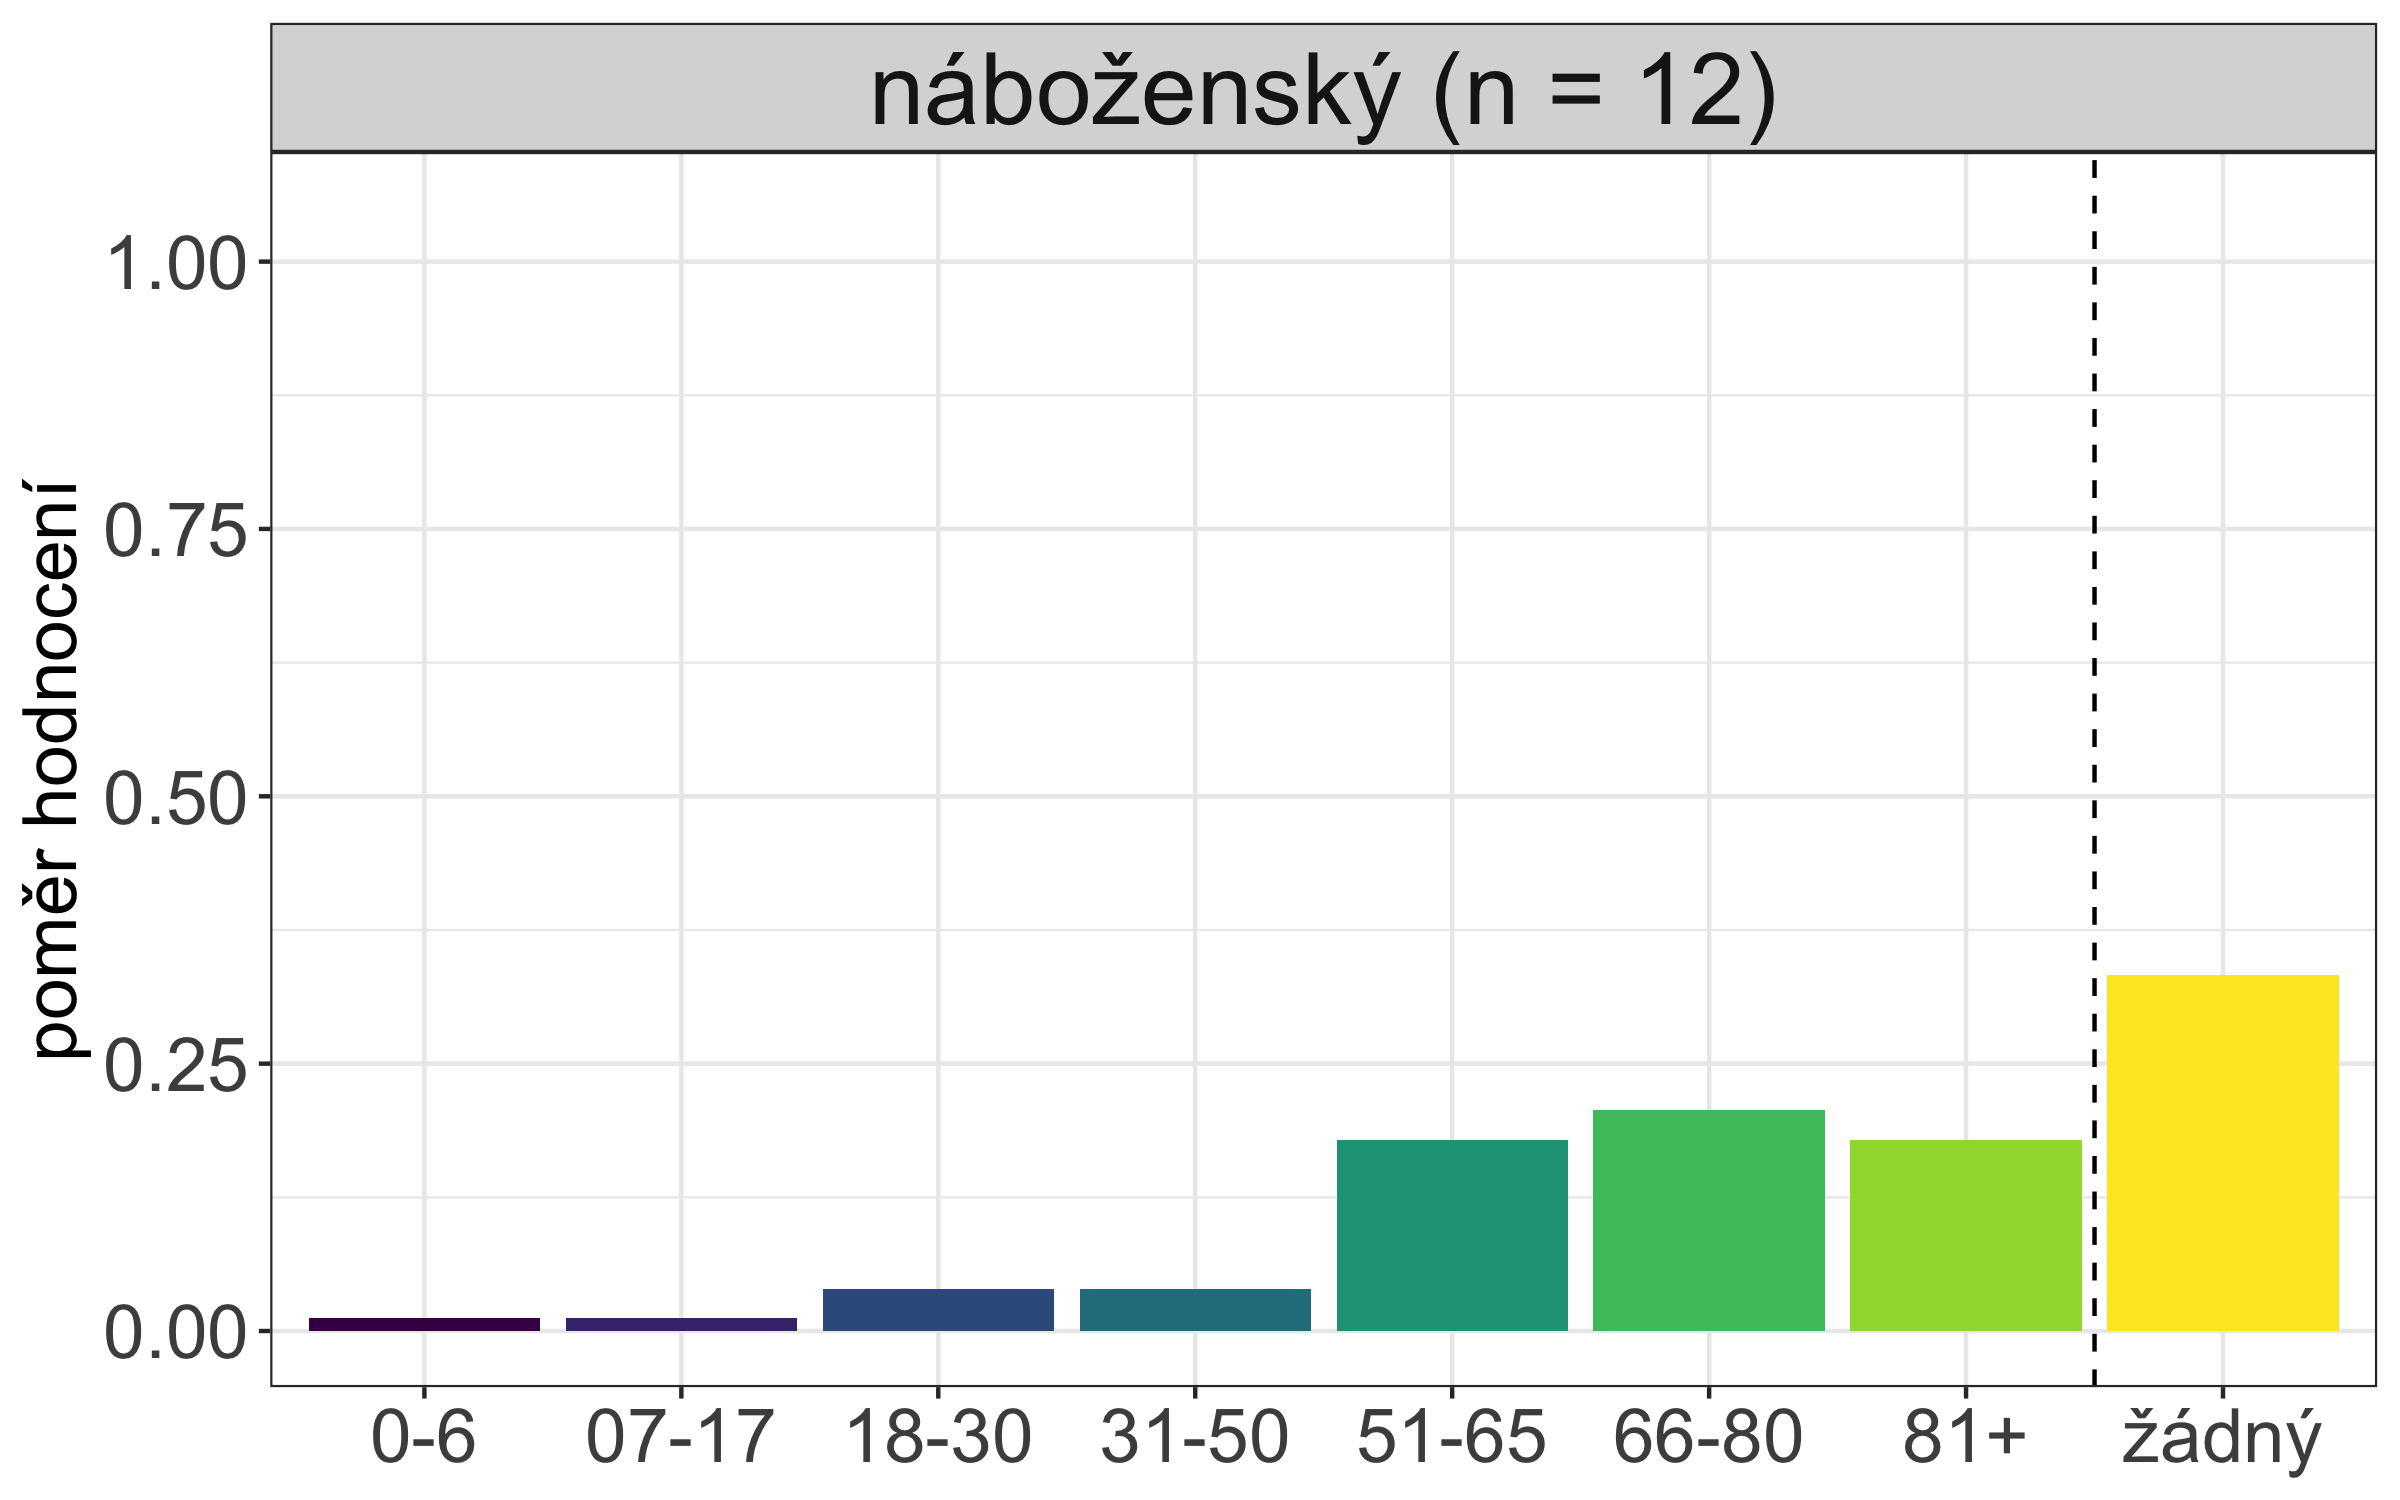 náboženský (n = 12)
poměr hodnocení
1.00
0.75
0.50
0.25
0.00
0-6 07-17 18-30 31-50 51-65 66-80 81+ žádný